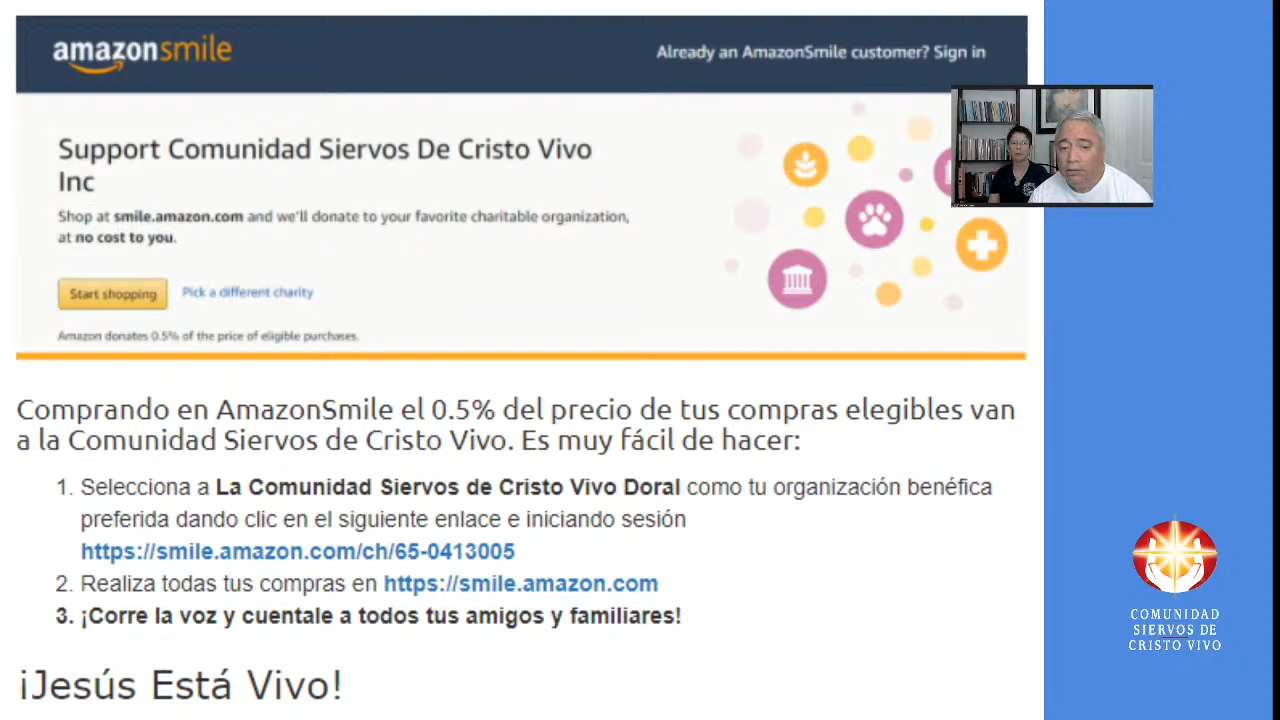 amazonsmile
Already an AmazonSmile customer? Sign in
Support Comunidad Siervos De Cristo Vivo
Inc
Shop at smile.amazon.com and we'll donate to your favorite charitable organization,
at no cost to you.
Start shopping
Pick a different charity
Amazon donates 0.5% of the price of eligible purchases.
Comprando en AmazonSmile el 0.5% del precio de tus compras elegibles van
a la Comunidad Siervos de Cristo Vivo. Es muy fácil de hacer:
1. Selecciona a La Comunidad Siervos de Cristo Vivo Doral como tu organización benéfica
preferida dando clic en el siguiente enlace e iniciando sesión
https://smile.amazon.com/ch/65-0413005
2. Realiza todas tus compras en https://smile.amazon.com
3. ¡Corre la voz y cuentale a todos tus amigos y familiares!
¡Jesús Está Vivo!
COMUNIDAD
SIERVOS DE
CRISTO VIVO